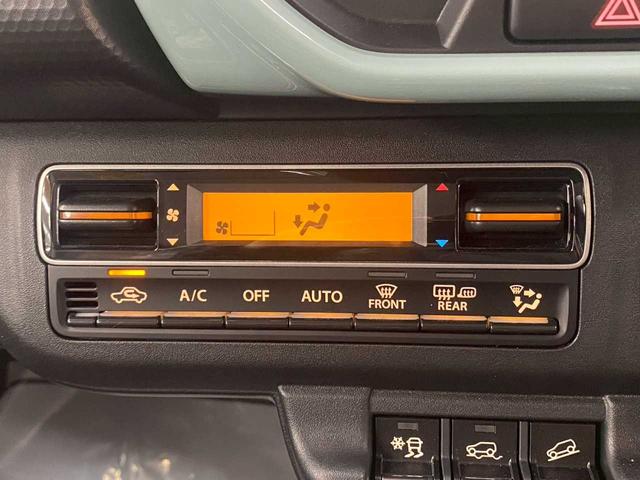 A/C OFF AUTO FRONT REAR